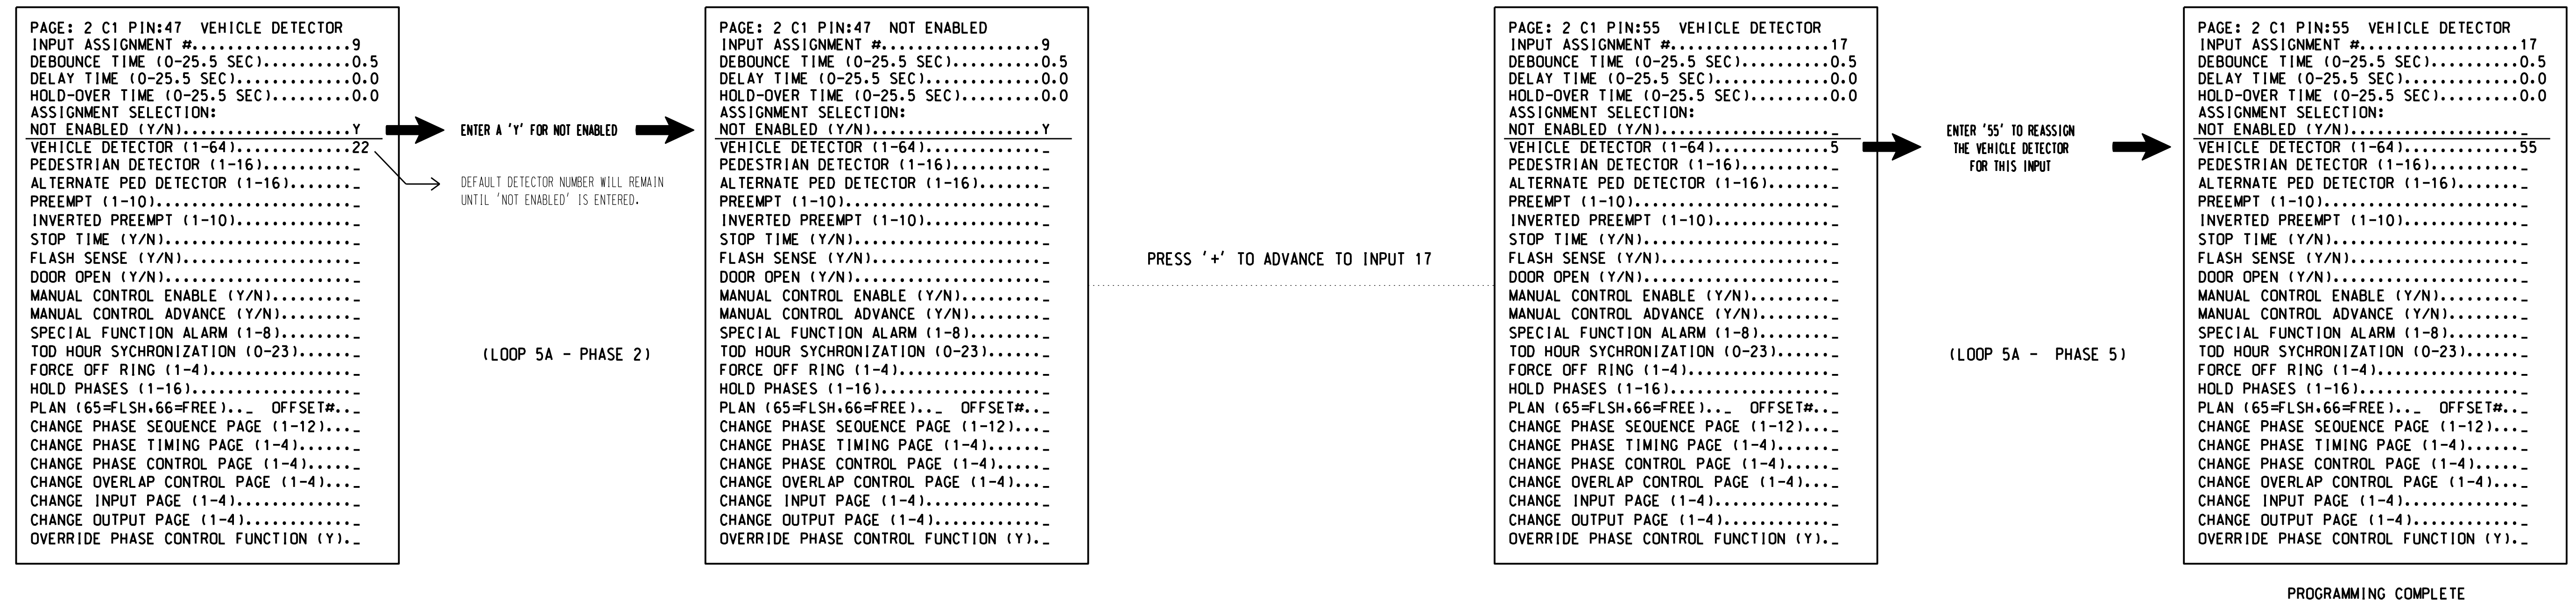 PAGE: 2 C1 PIN:47  VEHICLE DETECTOR
INPUT ASSIGNMENT #..................9
DEBOUNCE TIME (0-25.5 SEC)..........0.5
DELAY TIME (0-25.5 SEC).............0.0
HOLD-OVER TIME (0-25.5 SEC).........0.0
ASSIGNMENT SELECTION:
NOT ENABLED (Y/N)....................Y
VEHICLE DETECTOR (1-64).............22
PEDESTRIAN DETECTOR (1-16)..........._
ALTERNATE PED DETECTOR (1-16)......._
PREEMPT (1-10)......................._
INVERTED PREEMPT (1-10).............._
STOP TIME (Y/N)......................_
FLASH SENSE (Y/N)...................._
DOOR OPEN (Y/N)......................_
MANUAL CONTROL ENABLE (Y/N)........._
MANUAL CONTROL ADVANCE (Y/N)........_
SPECIAL FUNCTION ALARM (1-8)........_
TOD HOUR SYCHRONIZATION (0-23)......_
FORCE OFF RING (1-4)................_
HOLD PHASES (1-16).................._
PLAN (65=FLSH,66=FREE).._  OFFSET#.._
CHANGE PHASE SEQUENCE PAGE (1-12)..._
CHANGE PHASE TIMING PAGE (1-4)......_
CHANGE PHASE CONTROL PAGE (1-4)....._
CHANGE OVERLAP CONTROL PAGE (1-4)..._
CHANGE INPUT PAGE (1-4)............._
CHANGE OUTPUT PAGE (1-4)............_
OVERRIDE PHASE CONTROL FUNCTION (Y)._
ENTER A 'Y' FOR NOT ENABLED
DEFAULT DETECTOR NUMBER WILL REMAIN
UNTIL 'NOT ENABLED' IS ENTERED.
(LOOP 5A - PHASE 2)
PAGE: 2 C1 PIN:47  NOT ENABLED
INPUT ASSIGNMENT #..................9
DEBOUNCE TIME (0-25.5 SEC)..........0.5
DELAY TIME (0-25.5 SEC).............0.0
HOLD-OVER TIME (0-25.5 SEC).........0.0
ASSIGNMENT SELECTION:
NOT ENABLED (Y/N)....................Y
VEHICLE DETECTOR (1-64)............._
PEDESTRIAN DETECTOR (1-16)..........._
ALTERNATE PED DETECTOR (1-16)......._
PREEMPT (1-10)......................._
INVERTED PREEMPT (1-10).............._
STOP TIME (Y/N)......................_
FLASH SENSE (Y/N)...................._
DOOR OPEN (Y/N)......................_
MANUAL CONTROL ENABLE (Y/N)........._
MANUAL CONTROL ADVANCE (Y/N)........_
SPECIAL FUNCTION ALARM (1-8)........_
TOD HOUR SYCHRONIZATION (0-23)......_
FORCE OFF RING (1-4)................_
HOLD PHASES (1-16).................._
PLAN (65=FLSH,66=FREE).._  OFFSET#.._
CHANGE PHASE SEQUENCE PAGE (1-12)..._
CHANGE PHASE TIMING PAGE (1-4)......_
CHANGE PHASE CONTROL PAGE (1-4)....._
CHANGE OVERLAP CONTROL PAGE (1-4)..._
CHANGE INPUT PAGE (1-4)............._
CHANGE OUTPUT PAGE (1-4)............_
OVERRIDE PHASE CONTROL FUNCTION (Y)._
PRESS '+' TO ADVANCE TO INPUT 17
PAGE: 2 C1 PIN:55  VEHICLE DETECTOR
INPUT ASSIGNMENT #..................17
DEBOUNCE TIME (0-25.5 SEC)..........0.5
DELAY TIME (0-25.5 SEC).............0.0
HOLD-OVER TIME (0-25.5 SEC).........0.0
ASSIGNMENT SELECTION:
NOT ENABLED (Y/N)...................._
VEHICLE DETECTOR (1-64).............5
PEDESTRIAN DETECTOR (1-16)..........._
ALTERNATE PED DETECTOR (1-16)......._
PREEMPT (1-10)......................._
INVERTED PREEMPT (1-10).............._
STOP TIME (Y/N)......................_
FLASH SENSE (Y/N)...................._
DOOR OPEN (Y/N)......................_
MANUAL CONTROL ENABLE (Y/N)........._
MANUAL CONTROL ADVANCE (Y/N)........_
SPECIAL FUNCTION ALARM (1-8)........_
TOD HOUR SYCHRONIZATION (0-23)......_
FORCE OFF RING (1-4)................_
HOLD PHASES (1-16).................._
PLAN (65=FLSH,66=FREE).._  OFFSET#.._
CHANGE PHASE SEQUENCE PAGE (1-12)..._
CHANGE PHASE TIMING PAGE (1-4)......_
CHANGE PHASE CONTROL PAGE (1-4)....._
CHANGE OVERLAP CONTROL PAGE (1-4)..._
CHANGE INPUT PAGE (1-4)............._
CHANGE OUTPUT PAGE (1-4)............_
OVERRIDE PHASE CONTROL FUNCTION (Y)._
ENTER '55' TO REASSIGN
THE VEHICLE DETECTOR
FOR THIS INPUT
(LOOP 5A -  PHASE 5)
PAGE: 2 C1 PIN:55  VEHICLE DETECTOR
INPUT ASSIGNMENT #..................17
DEBOUNCE TIME (0-25.5 SEC)..........0.5
DELAY TIME (0-25.5 SEC).............0.0
HOLD-OVER TIME (0-25.5 SEC).........0.0
ASSIGNMENT SELECTION:
NOT ENABLED (Y/N)...................._
VEHICLE DETECTOR (1-64).............55
PEDESTRIAN DETECTOR (1-16)..........._
ALTERNATE PED DETECTOR (1-16)......._
PREEMPT (1-10)......................._
INVERTED PREEMPT (1-10).............._
STOP TIME (Y/N)......................_
FLASH SENSE (Y/N)...................._
DOOR OPEN (Y/N)......................_
MANUAL CONTROL ENABLE (Y/N)........._
MANUAL CONTROL ADVANCE (Y/N)........_
SPECIAL FUNCTION ALARM (1-8)........_
TOD HOUR SYCHRONIZATION (0-23)......_
FORCE OFF RING (1-4)................_
HOLD PHASES (1-16).................._
PLAN (65=FLSH,66=FREE).._  OFFSET#.._
CHANGE PHASE SEQUENCE PAGE (1-12)..._
CHANGE PHASE TIMING PAGE (1-4)......_
CHANGE PHASE CONTROL PAGE (1-4)....._
CHANGE OVERLAP CONTROL PAGE (1-4)..._
CHANGE INPUT PAGE (1-4)............._
CHANGE OUTPUT PAGE (1-4)............_
OVERRIDE PHASE CONTROL FUNCTION (Y)._
PROGRAMMING COMPLETE